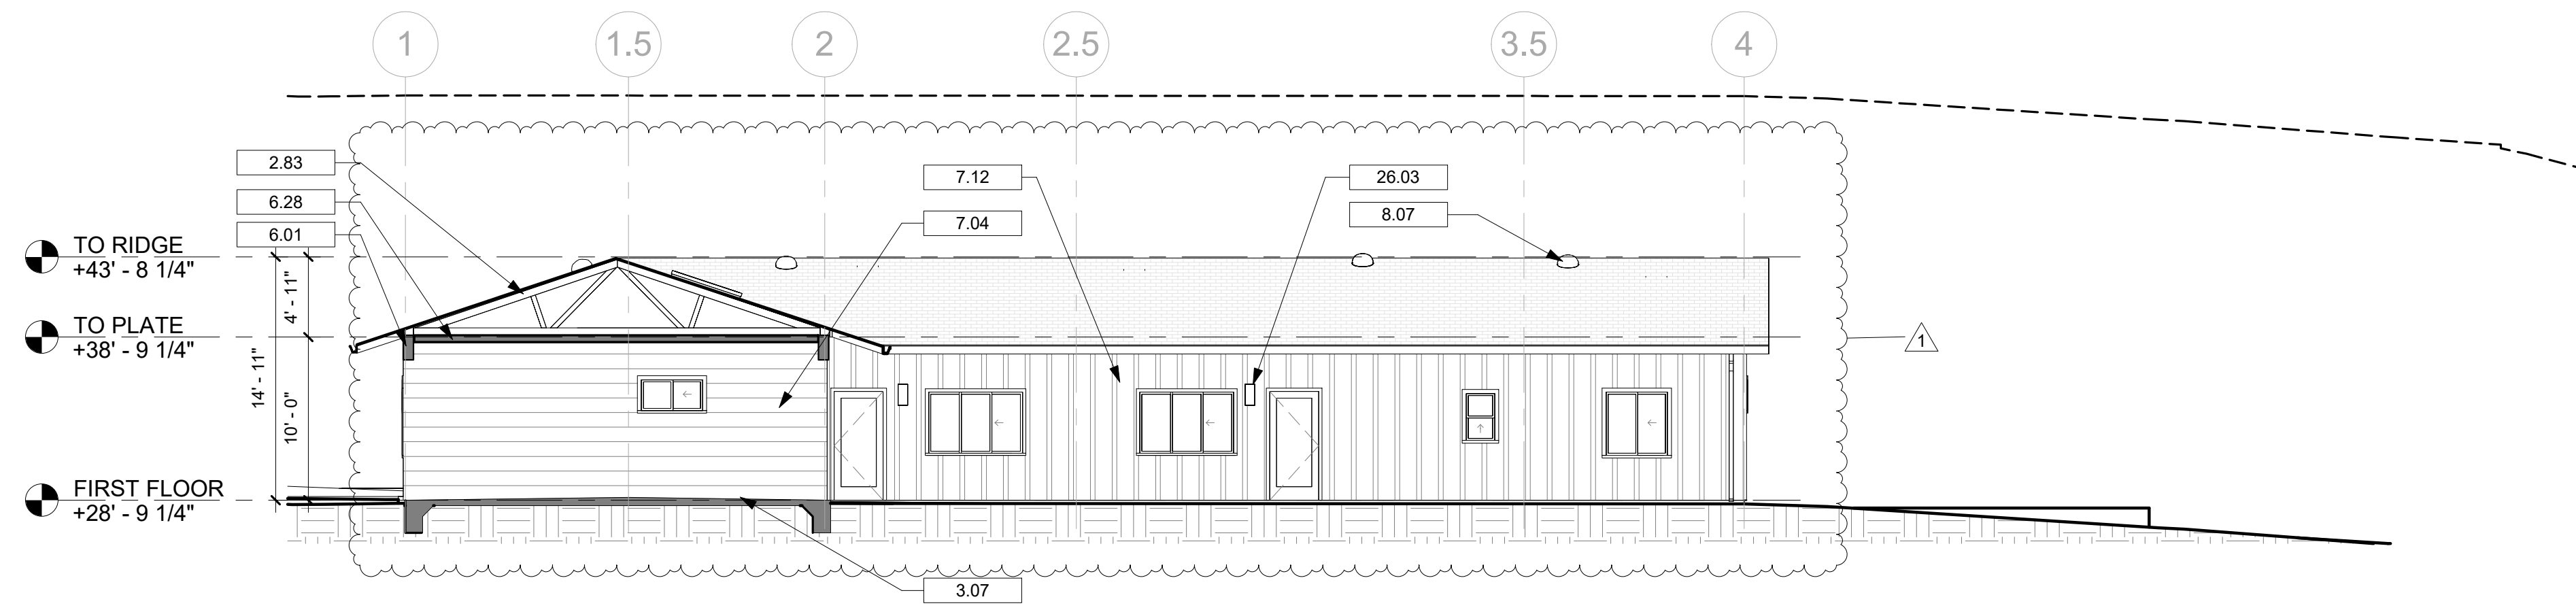 1
1.5
2
2.5
3.5
4
2.83
6.28
6.01
7.12
7.04
26.03
8.07
TO RIDGE
+43' - 8 1/4"
TO PLATE
+38' - 9 1/4"
FIRST FLOOR
+28' - 9 1/4"
4' - 11"
14' - 11"
10' - 0"
1
3.07